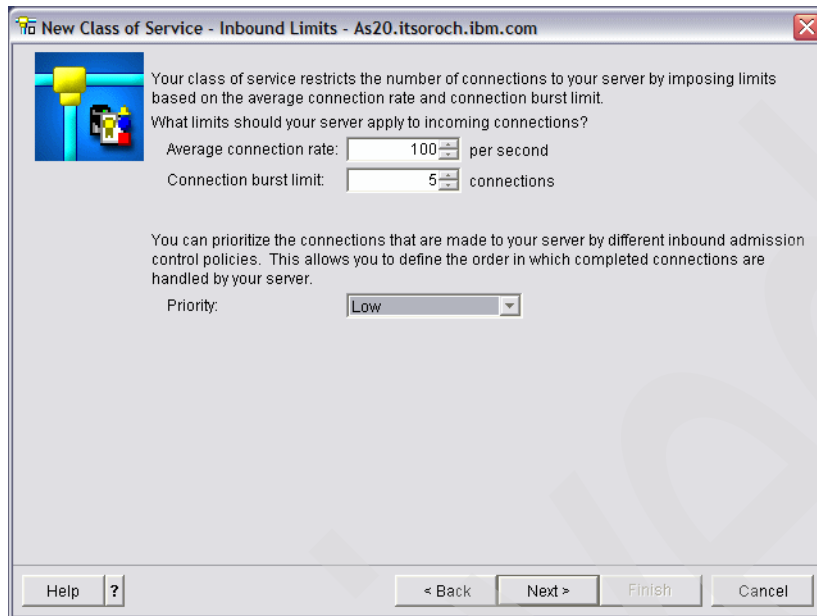 New Class of Service - Inbound Limits - As20.itsoroch.ibm.com
Your class of service restricts the number of connections to your server by imposing limits
based on the average connection rate and connection burst limit.
What limits should your server apply to incoming connections?
Average connection rate: 100 per second
Connection burst limit: 5 connections
You can prioritize the connections that are made to your server by different inbound admission
control policies. This allows you to define the order in which completed connections are
handled by your server.
Priority: Low
Help ? < Back Next > Finish Cancel